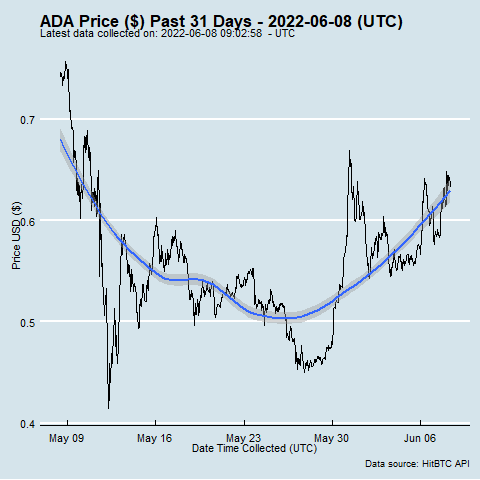 ADA Price ($) Past 31 Days - 2022-06-08 (UTC)
Latest data collected on: 2022-06-08 09:02:58 - UTC
Price USD ($)
0.7
0.6
0.5
0.4
May 09 May 16 May 23 May 30 Jun 06
Date Time Collected (UTC)
Data source: HitBTC API